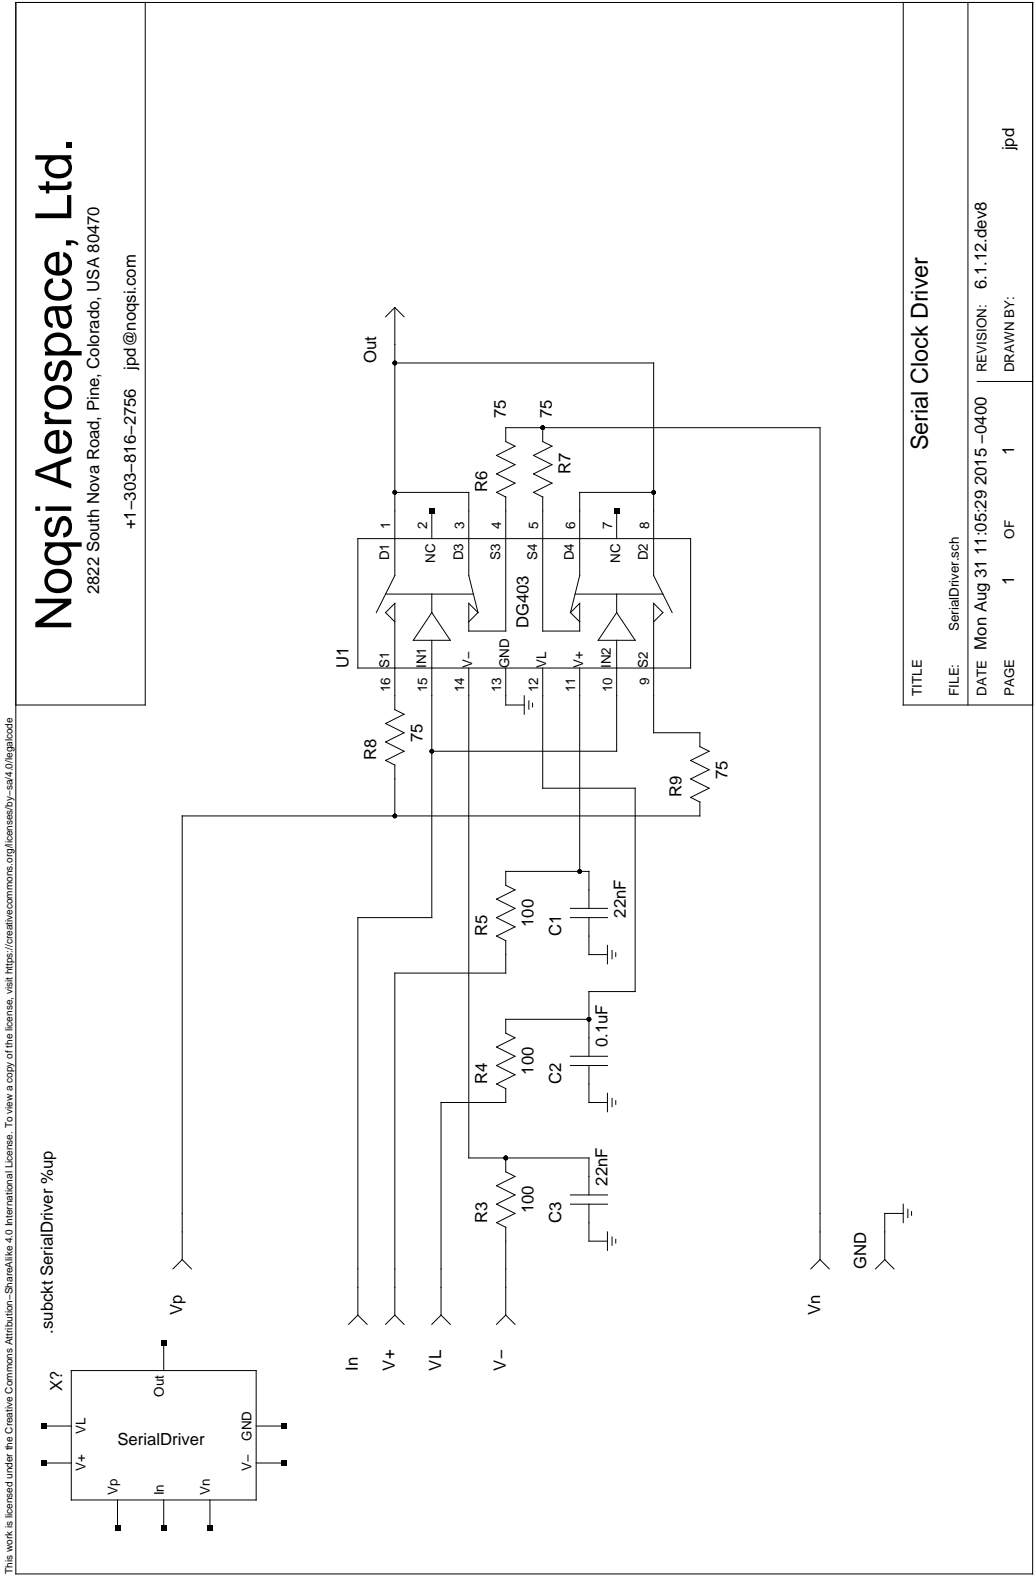 This work is licensed under the Creative Commons Attribution−ShareAlike 4.0 International License. To view a copy of the license, visit https://creativecommons.org/licenses/by−sa/4.0/legalcode
Noqsi Aerospace, Ltd.
2822 South Nova Road, Pine, Colorado, USA 80470
+1−303−816−2756 jpd@noqsi.com
.subckt SerialDriver %up
X?
V+
VL
Vp
In
Vn
SerialDriver
Out
V−
GND
Vp
In
V+
VL
V−
Vn
GND
R3
100
C3
22nF
R4
100
C2
0.1uF
R5
100
C1
22nF
R8
75
R9
75
U1
16
S1
15
IN1
14
V−
13
GND
12
VL
11
V+
10
IN2
9
S2
DG403
D1
1
NC
2
D3
3
S3
4
S4
5
D4
6
NC
7
D2
8
R6
75
R7
75
Out
TITLE
Serial Clock Driver
FILE: SerialDriver.sch
DATE Mon Aug 31 11:05:29 2015 −0400
REVISION: 6.1.12.dev8
PAGE 1 OF 1
DRAWN BY: jpd